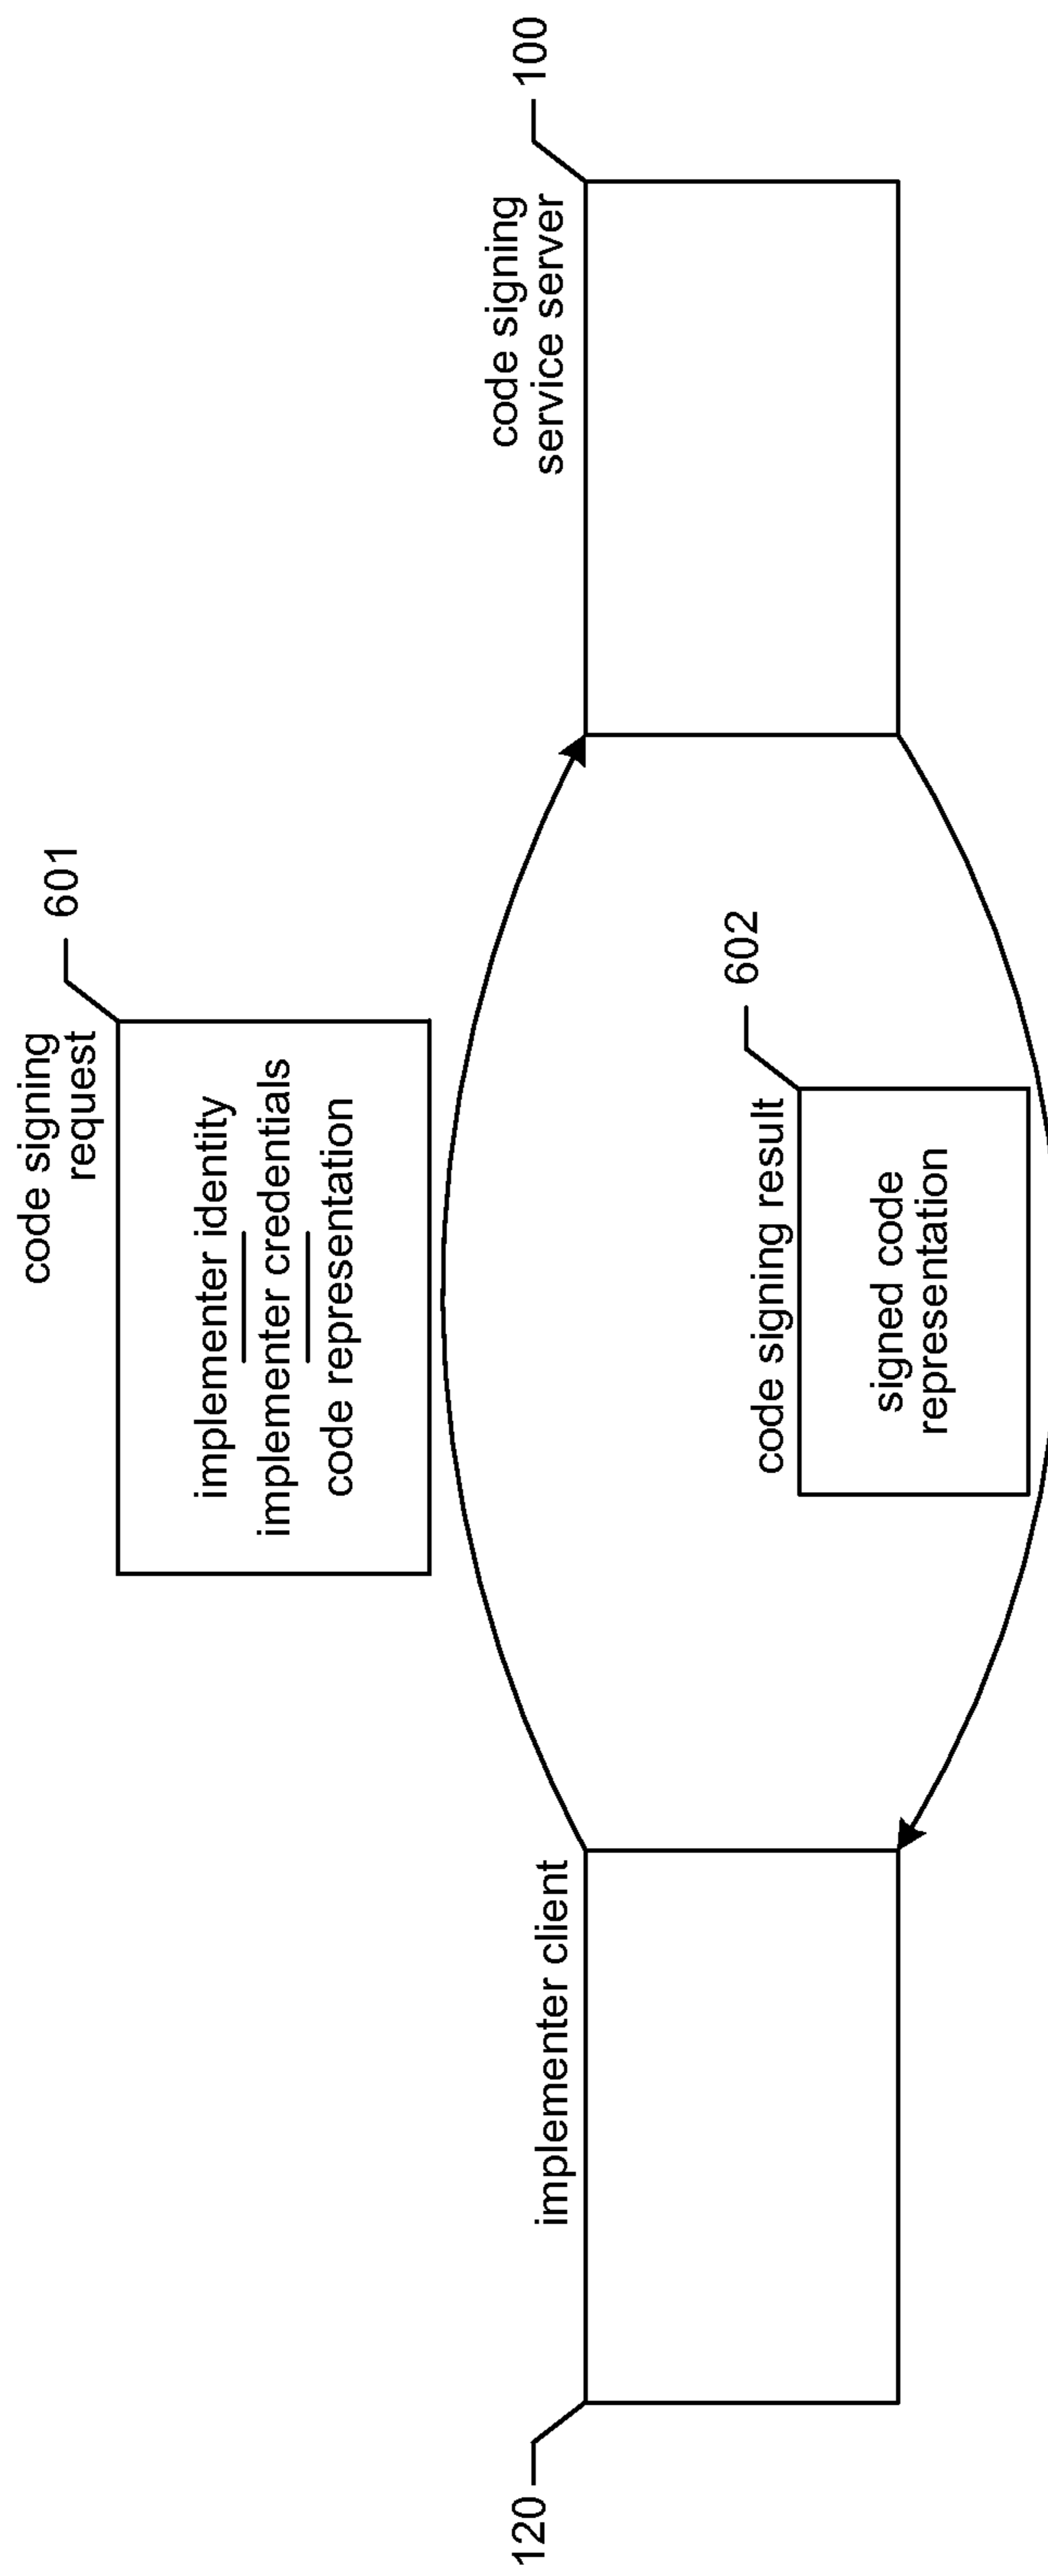 code signing
request
601
implementer identity
implementer credentials
code representation
120
implementer client
code signing
service server
100
602
code signing result
signed code
representation